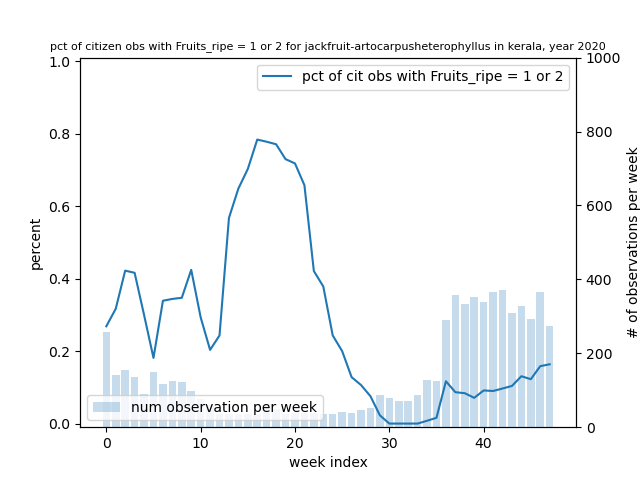 pct of citizen obs with Fruits_ripe = 1 or 2 for jackfruit-artocarpusheterophyllus in kerala, year 2020
pct of cit obs with Fruits_ripe = 1 or 2
1.0
0.8
0.6
0.4
0.2
0.0
percent
1000
800
600
400
200
0
# of observations per week
num observation per week
0 10 20 30 40
week index